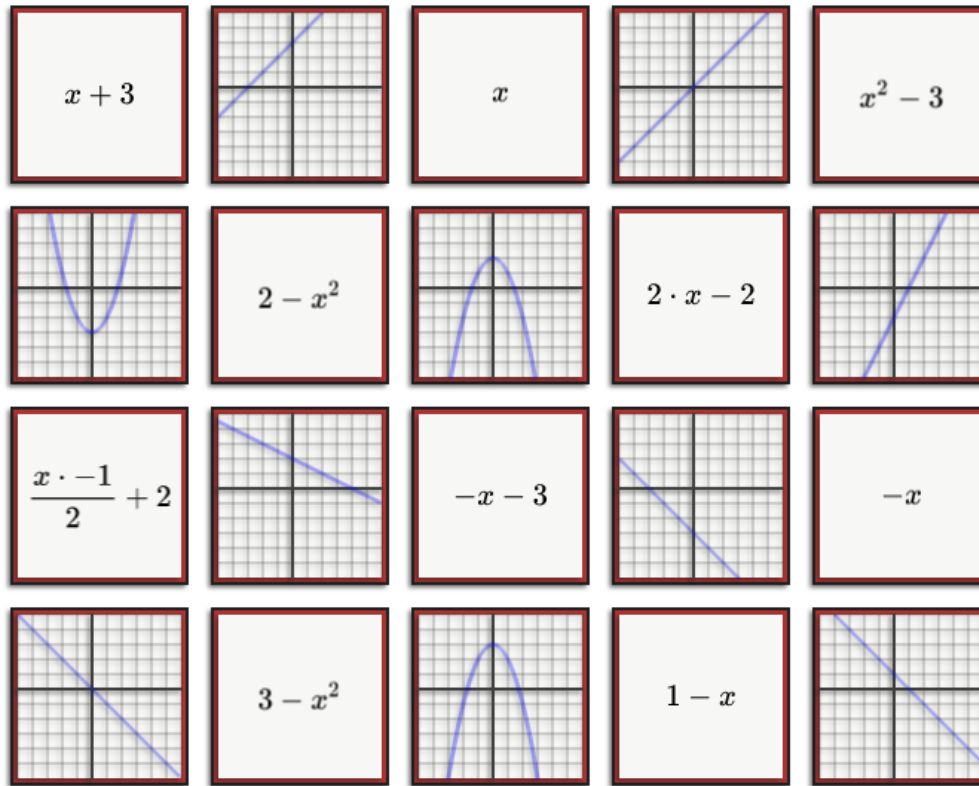 x + 3
x
x² − 3
2 − x²
2 · x − 2
x · −1
2
+ 2
−x − 3
−x
3 − x²
1 − x